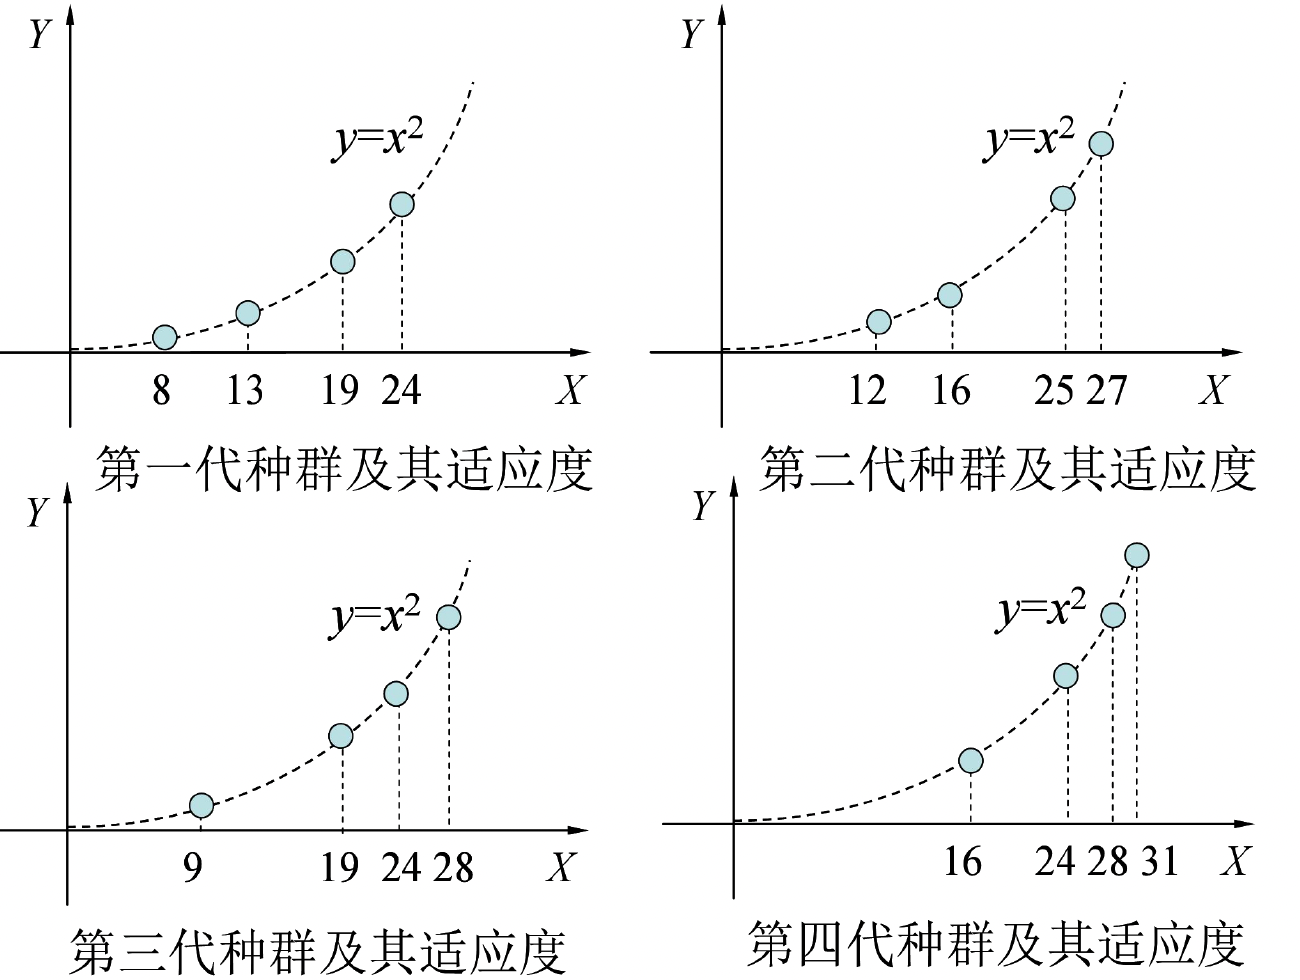 Y
y=x²
8 13 19 24 X
第一代种群及其适应度
Y
y=x²
12 16 25 27 X
第二代种群及其适应度
Y
y=x²
9 19 24 28 X
第三代种群及其适应度
Y
y=x²
16 24 28 31 X
第四代种群及其适应度